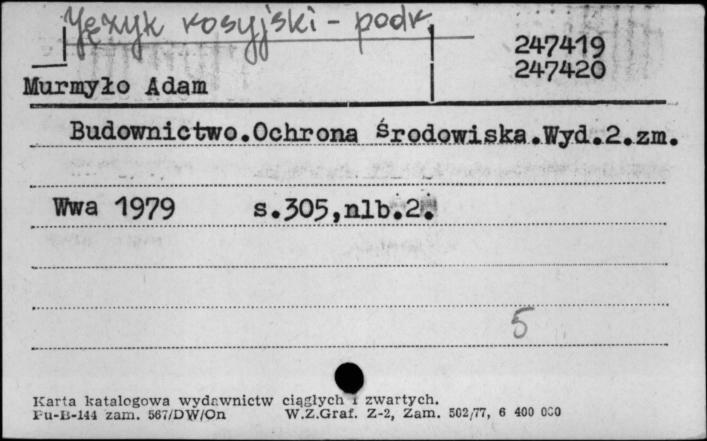 Język rosyjski - podr.
247419
247420
Murmyło Adam
Budownictwo.Ochrona środowiska.Wyd.2.zm.
Wwa 1979 s.305,nlb.2.
5
Karta katalogowa wydawnictw ciągłych i zwartych.
Pu-B-144 zam. 567/DW/On W.Z.Graf. Z-2, Zam. 502/77, 6 400 000